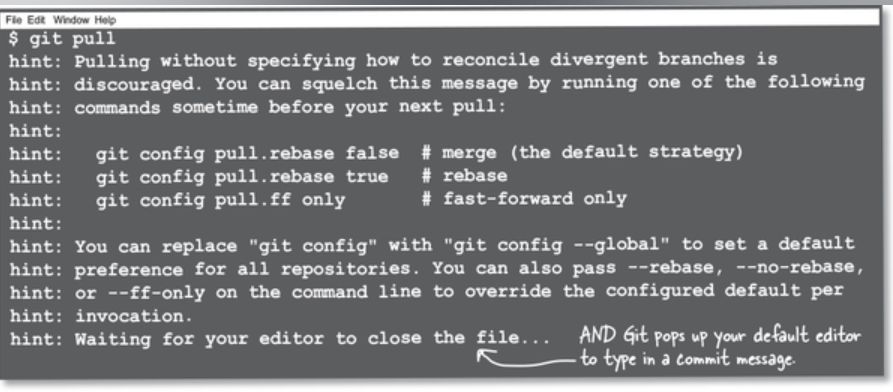 File Edit Window Help
$ git pull
hint: Pulling without specifying how to reconcile divergent branches is
hint: discouraged. You can squelch this message by running one of the following
hint: commands sometime before your next pull:
hint:
hint:   git config pull.rebase false  # merge (the default strategy)
hint:   git config pull.rebase true   # rebase
hint:   git config pull.ff only       # fast-forward only
hint:
hint: You can replace "git config" with "git config --global" to set a default
hint: preference for all repositories. You can also pass --rebase, --no-rebase,
hint: or --ff-only on the command line to override the configured default per
hint: invocation.
hint: Waiting for your editor to close the file...
AND Git pops up your default editor
to type in a commit message.